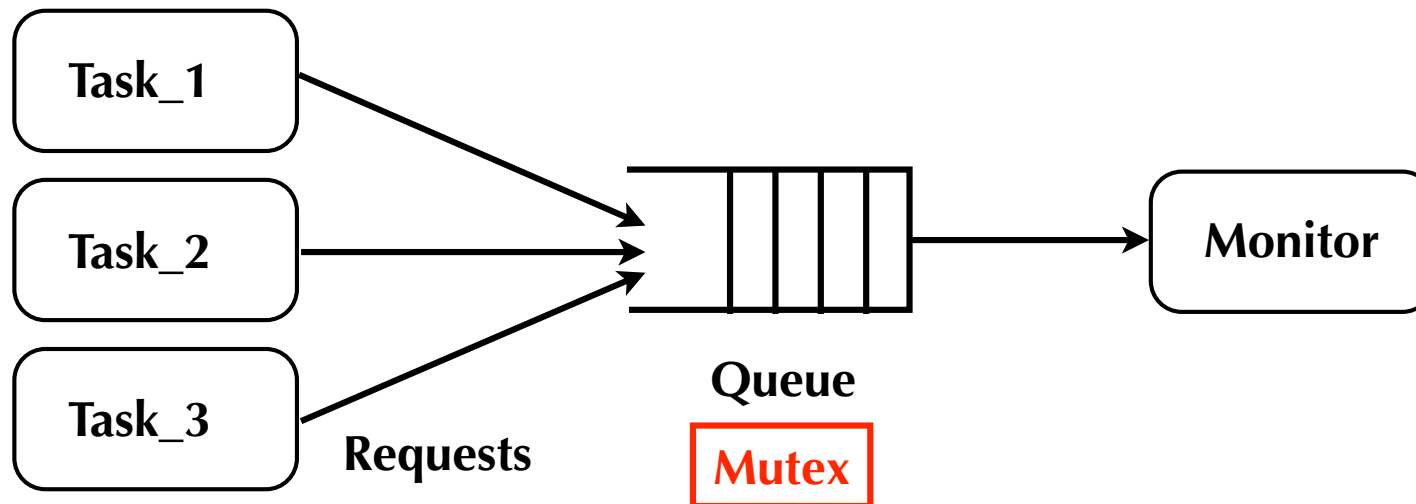 Task_1
Task_2
Task_3
Requests
Queue
Mutex
Monitor